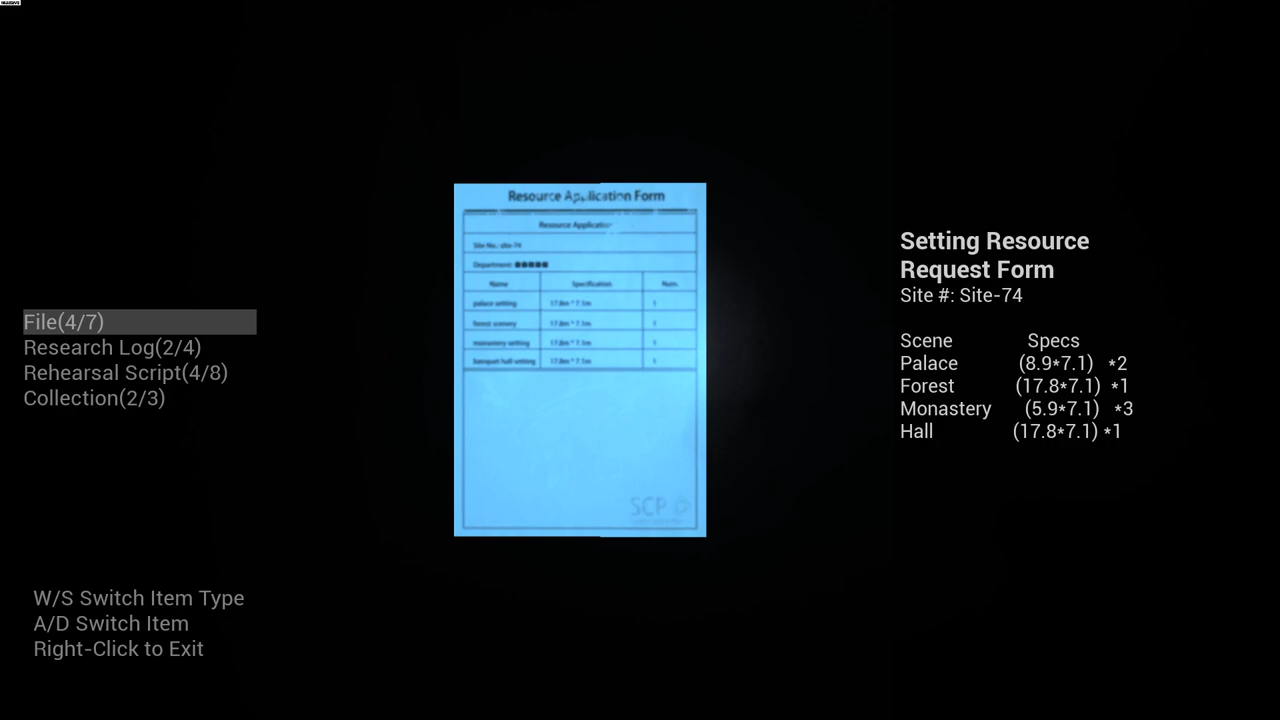 File(4/7)
Research Log(2/4)
Rehearsal Script(4/8)
Collection(2/3)
W/S Switch Item Type
A/D Switch Item
Right-Click to Exit
Resource Application Form
Resource Application
Site No.: site-74
Department: ■■■■■
Name Specification Num.
palace setting 17.8m * 7.1m 1
forest scenery 17.8m * 7.1m 1
monastery setting 17.8m * 7.1m 1
banquet hall setting 17.8m * 7.1m 1
SCP
Setting Resource
Request Form
Site #: Site-74
Scene Specs
Palace (8.9*7.1) *2
Forest (17.8*7.1) *1
Monastery (5.9*7.1) *3
Hall (17.8*7.1) *1